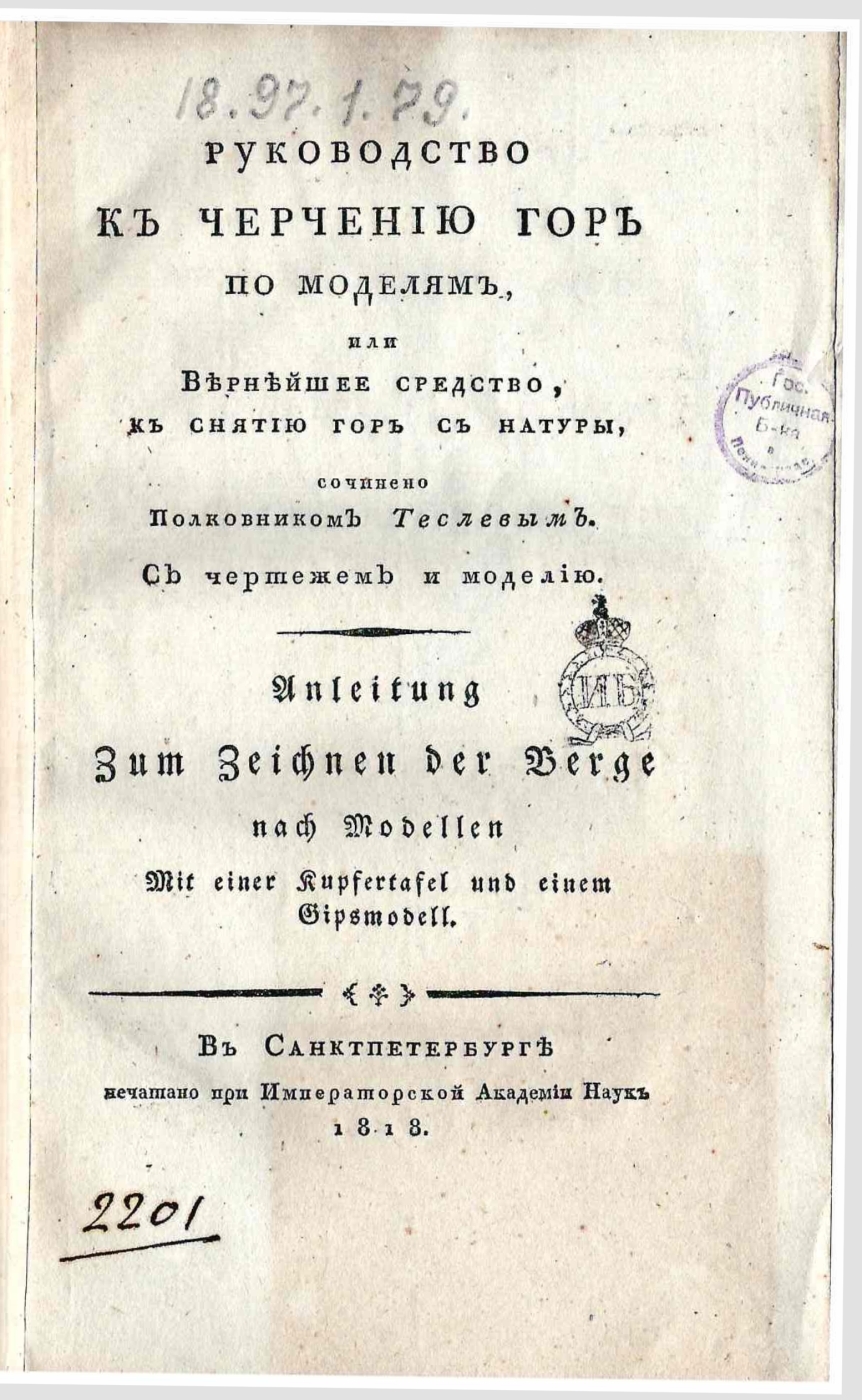 18.97.1.79.
РУКОВОДСТВО
КЪ ЧЕРЧЕНІЮ ГОРЪ
ПО МОДЕЛЯМЪ,
или
ВѢРНѢЙШЕЕ СРЕДСТВО,
КЪ СНЯТІЮ ГОРЪ СЪ НАТУРЫ,
сочинено
Полковникомъ Теслевымъ.
Съ чертежемъ и моделію.
Anleitung
Zum Zeichnen der Berge
nach Modellen
Mit einer Kupfertafel und einem
Gipsmodell.
Въ Санктпетербургѣ
печатано при Императорской Академіи Наукъ
1818.
2201
Гос.
Публичная
Б-ка
в
ИБ